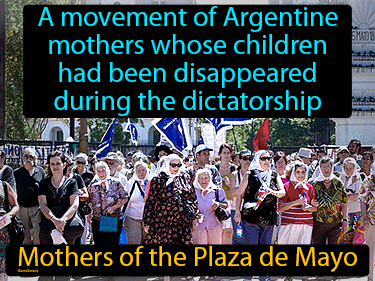 A movement of Argentine
mothers whose children
had been disappeared
during the dictatorship
Mothers of the Plaza de Mayo